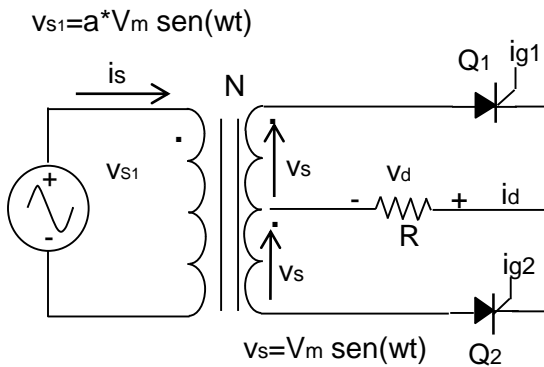 vS1=a*Vm sen(wt)
is
N
Q1
ig1
+
vS1
-
vs
vd
- +
id
R
vs
ig2
vs=Vm sen(wt)
Q2